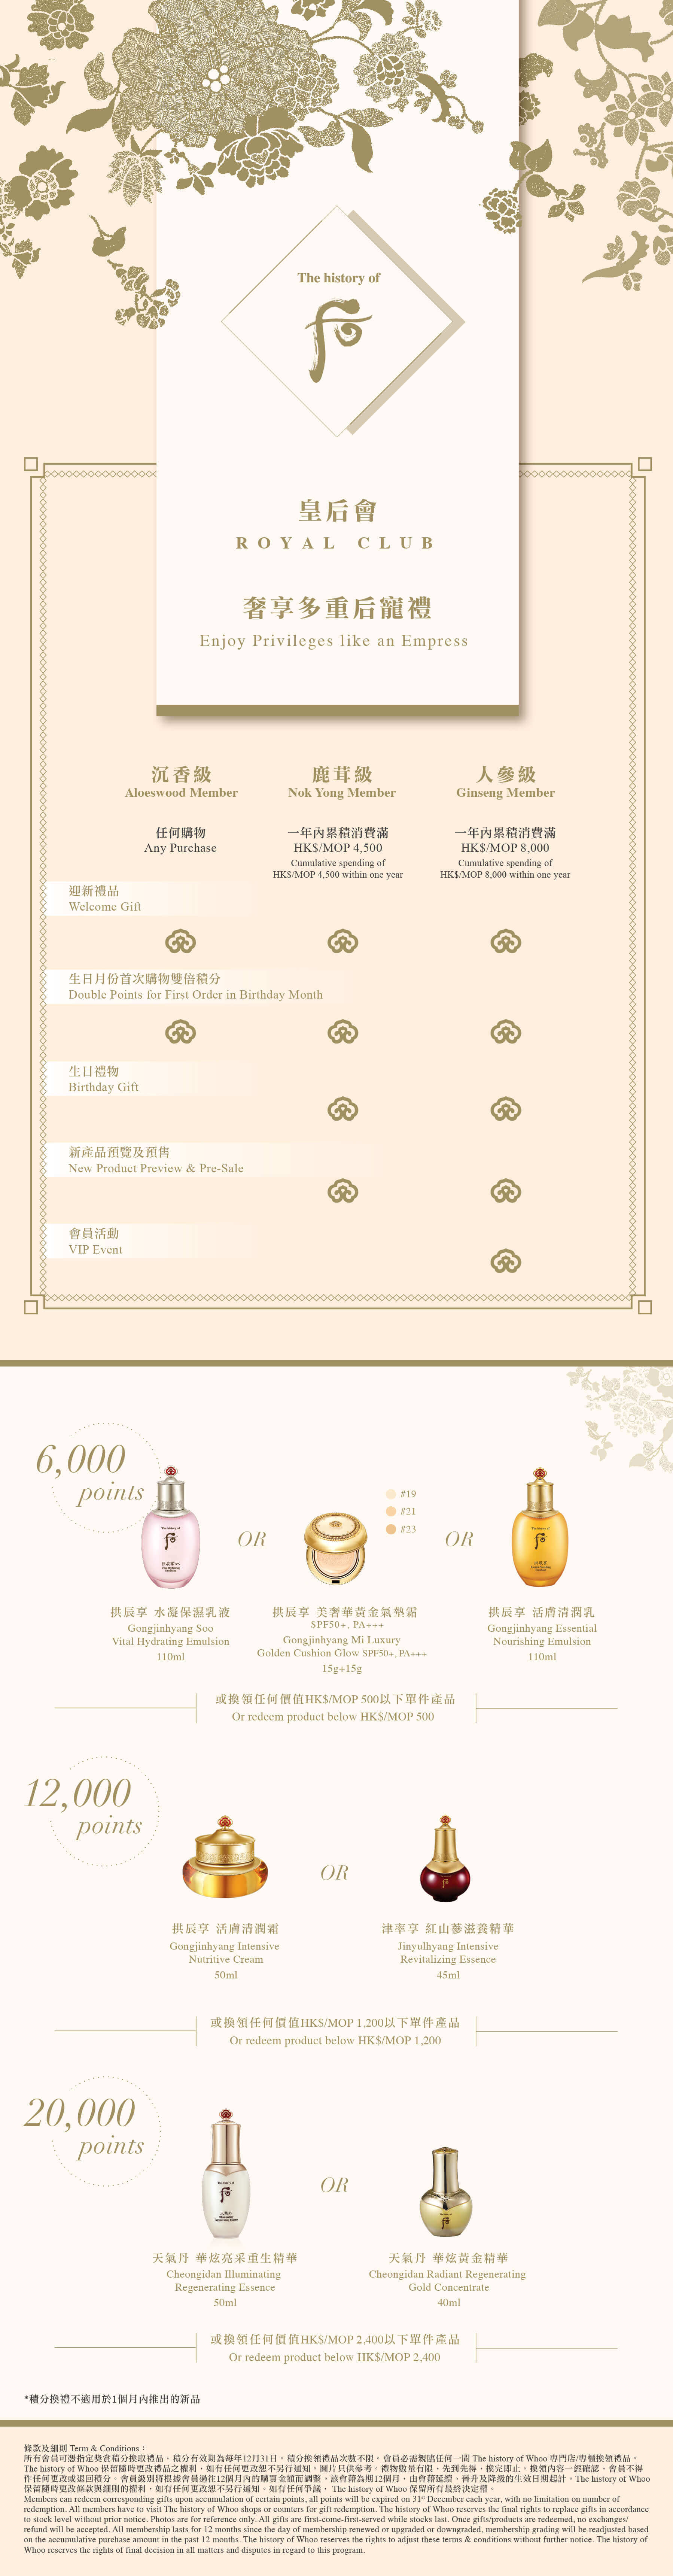 The history of
后
皇后會
ROYAL CLUB
奢享多重后寵禮
Enjoy Privileges like an Empress
沉香級
Aloeswood Member
鹿茸級
Nok Yong Member
人參級
Ginseng Member
任何購物
Any Purchase
一年內累積消費滿
HK$/MOP 4,500
Cumulative spending of
HK$/MOP 4,500 within one year
一年內累積消費滿
HK$/MOP 8,000
Cumulative spending of
HK$/MOP 8,000 within one year
迎新禮品
Welcome Gift
生日月份首次購物雙倍積分
Double Points for First Order in Birthday Month
生日禮物
Birthday Gift
新產品預覽及預售
New Product Preview & Pre-Sale
會員活動
VIP Event
6,000
points
OR
#19
#21
#23
OR
拱辰享 水凝保濕乳液
Gongjinhyang Soo
Vital Hydrating Emulsion
110ml
拱辰享 美奢華黃金氣墊霜
SPF50+, PA+++
Gongjinhyang Mi Luxury
Golden Cushion Glow SPF50+, PA+++
15g+15g
拱辰享 活膚清潤乳
Gongjinhyang Essential
Nourishing Emulsion
110ml
或換領任何價值HK$/MOP 500以下單件產品
Or redeem product below HK$/MOP 500
12,000
points
OR
拱辰享 活膚清潤霜
Gongjinhyang Intensive
Nutritive Cream
50ml
津率享 紅山蔘滋養精華
Jinyulhyang Intensive
Revitalizing Essence
45ml
或換領任何價值HK$/MOP 1,200以下單件產品
Or redeem product below HK$/MOP 1,200
20,000
points
OR
天氣丹 華炫亮采重生精華
Cheongidan Illuminating
Regenerating Essence
50ml
天氣丹 華炫黃金精華
Cheongidan Radiant Regenerating
Gold Concentrate
40ml
或換領任何價值HK$/MOP 2,400以下單件產品
Or redeem product below HK$/MOP 2,400
*積分換禮不適用於1個月內推出的新品
條款及細則 Term & Conditions：
所有會員可憑指定獎賞積分換取禮品。積分有效期為每年12月31日。積分換領禮品次數不限。會員必需親臨任何一間 The history of Whoo 專門店/專櫃換領禮品。
The history of Whoo 保留隨時更改禮品之權利，如有任何更改恕不另行通知。圖片只供參考。禮物數量有限，先到先得，換完即止。換領內容一經確認，會員不得
作任何更改或退回積分。會員級別將根據會員過往12個月內的購買金額而調整。該會藉為期12個月，由會藉延續、晉升及降級的生效日期起計。The history of Whoo
保留隨時更改條款與細則的權利，如有任何更改恕不另行通知。如有任何爭議， The history of Whoo 保留所有最終決定權。
Members can redeem corresponding gifts upon accumulation of certain points, all points will be expired on 31st December each year, with no limitation on number of
redemption. All members have to visit The history of Whoo shops or counters for gift redemption. The history of Whoo reserves the final rights to replace gifts in accordance
to stock level without prior notice. Photos are for reference only. All gifts are first-come-first-served while stocks last. Once gifts/products are redeemed, no exchanges/
refund will be accepted. All membership lasts for 12 months since the day of membership renewed or upgraded or downgraded, membership grading will be readjusted based
on the accummulative purchase amount in the past 12 months. The history of Whoo reserves the rights to adjust these terms & conditions without further notice. The history of
Whoo reserves the rights of final decision in all matters and disputes in regard to this program.